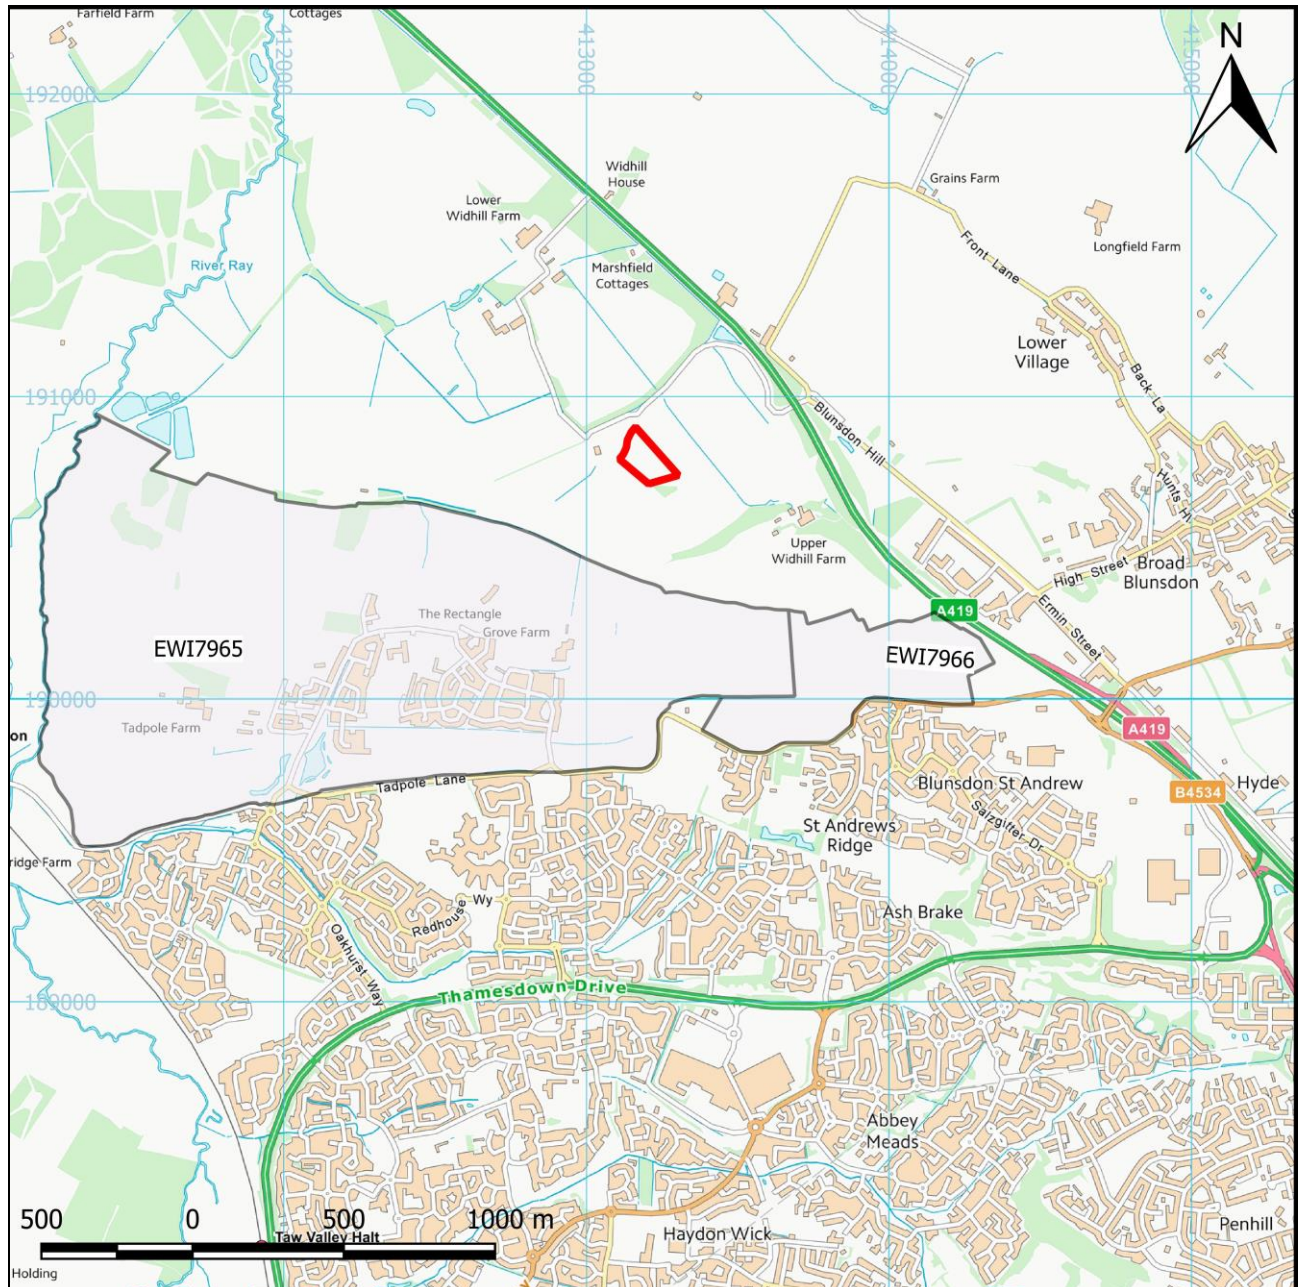 Farfield Farm
Cottages
412000
413000
414000
415000
N
192000
Widhill
House
Grains Farm
Lower
Widhill Farm
Longfield Farm
Front Lane
River Ray
Marshfield
Cottages
Lower
Village
Back La
191000
Blunsdon Hill
Hunts Hi
Upper
Widhill Farm
High Street
Broad
Blunsdon
A419
Ermin Street
The Rectangle
Grove Farm
EWI7965
EWI7966
190000
Tadpole Farm
on
A419
Tadpole Lane
Blunsdon St Andrew
Hyde
B4534
St Andrews
Ridge
Salzgitter Dr
ridge Farm
Ash Brake
Redhouse Wy
Oakhurst Way
Thamesdown Drive
189000
Abbey
Meads
500 0 500 1000 m
Taw Valley Halt
Haydon Wick
Penhill
Holding